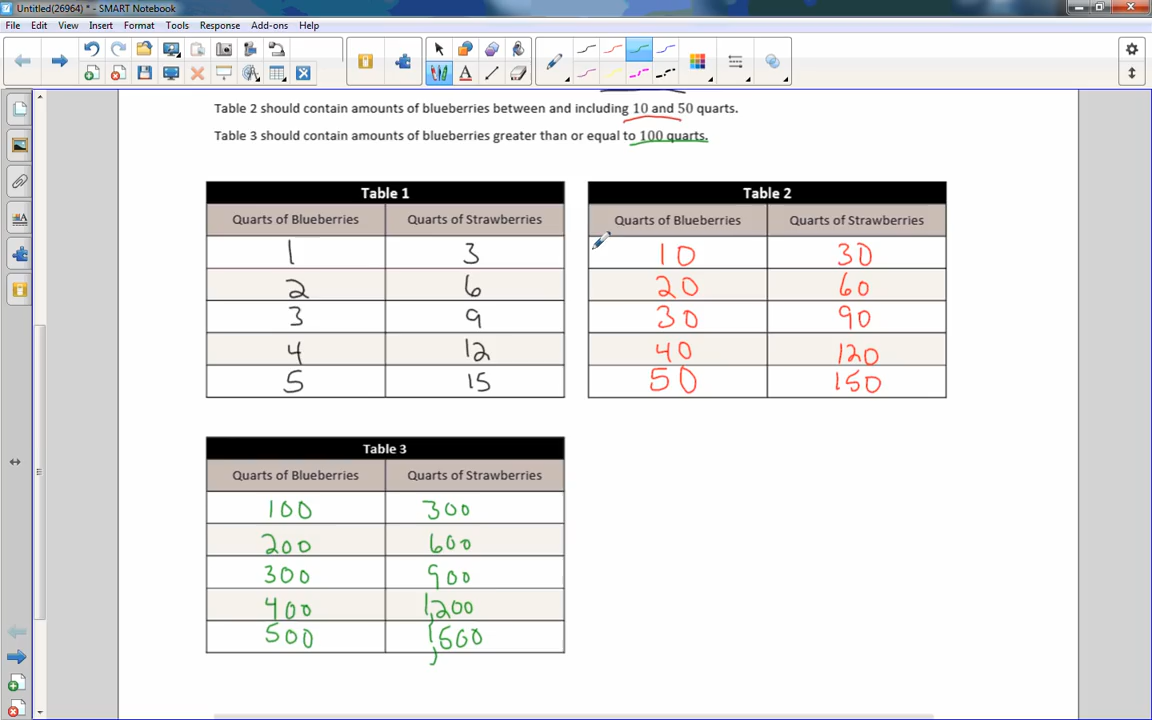 Untitled(26964) * - SMART Notebook
File Edit View Insert Format Tools Response Add-ons Help
Table 2 should contain amounts of blueberries between and including 10 and 50 quarts.
Table 3 should contain amounts of blueberries greater than or equal to 100 quarts.
Table 1
Quarts of Blueberries Quarts of Strawberries
1 3
2 6
3 9
4 12
5 15
Table 2
Quarts of Blueberries Quarts of Strawberries
10 30
20 60
30 90
40 120
50 150
Table 3
Quarts of Blueberries Quarts of Strawberries
100 300
200 600
300 900
400 1,200
500 1,500